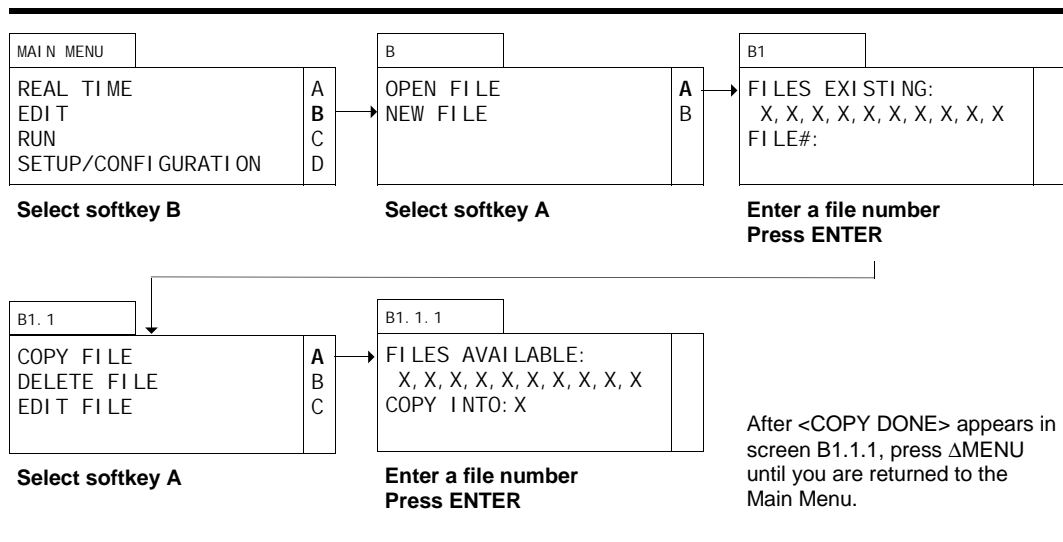 MAIN MENU
REAL TIME A
EDIT B
RUN C
SETUP/CONFIGURATION D
Select softkey B
B
OPEN FILE A
NEW FILE B
Select softkey A
B1
FILES EXISTING:
X, X, X, X, X, X, X, X, X, X
FILE#:
Enter a file number
Press ENTER
B1.1
COPY FILE A
DELETE FILE B
EDIT FILE C
Select softkey A
B1.1.1
FILES AVAILABLE:
X, X, X, X, X, X, X, X, X, X
COPY INTO: X
Enter a file number
Press ENTER
After <COPY DONE> appears in
screen B1.1.1, press ∆MENU
until you are returned to the
Main Menu.